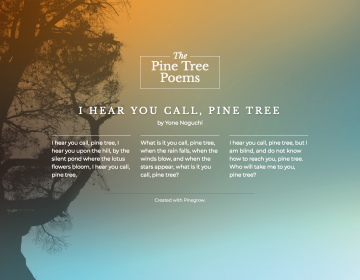 The
Pine Tree
Poems
I HEAR YOU CALL, PINE TREE
by Yone Noguchi
I hear you call, pine tree, I
hear you upon the hill, by the
silent pond where the lotus
flowers bloom, I hear you call,
pine, tree.
What is it you call, pine tree,
when the rain falls, when the
winds blow, and when the
stars appear, what is it you
call, pine tree?
I hear you call, pine tree, but I
am blind, and do not know
how to reach you, pine tree.
Who will take me to you,
pine tree?
Created with Pinegrow.